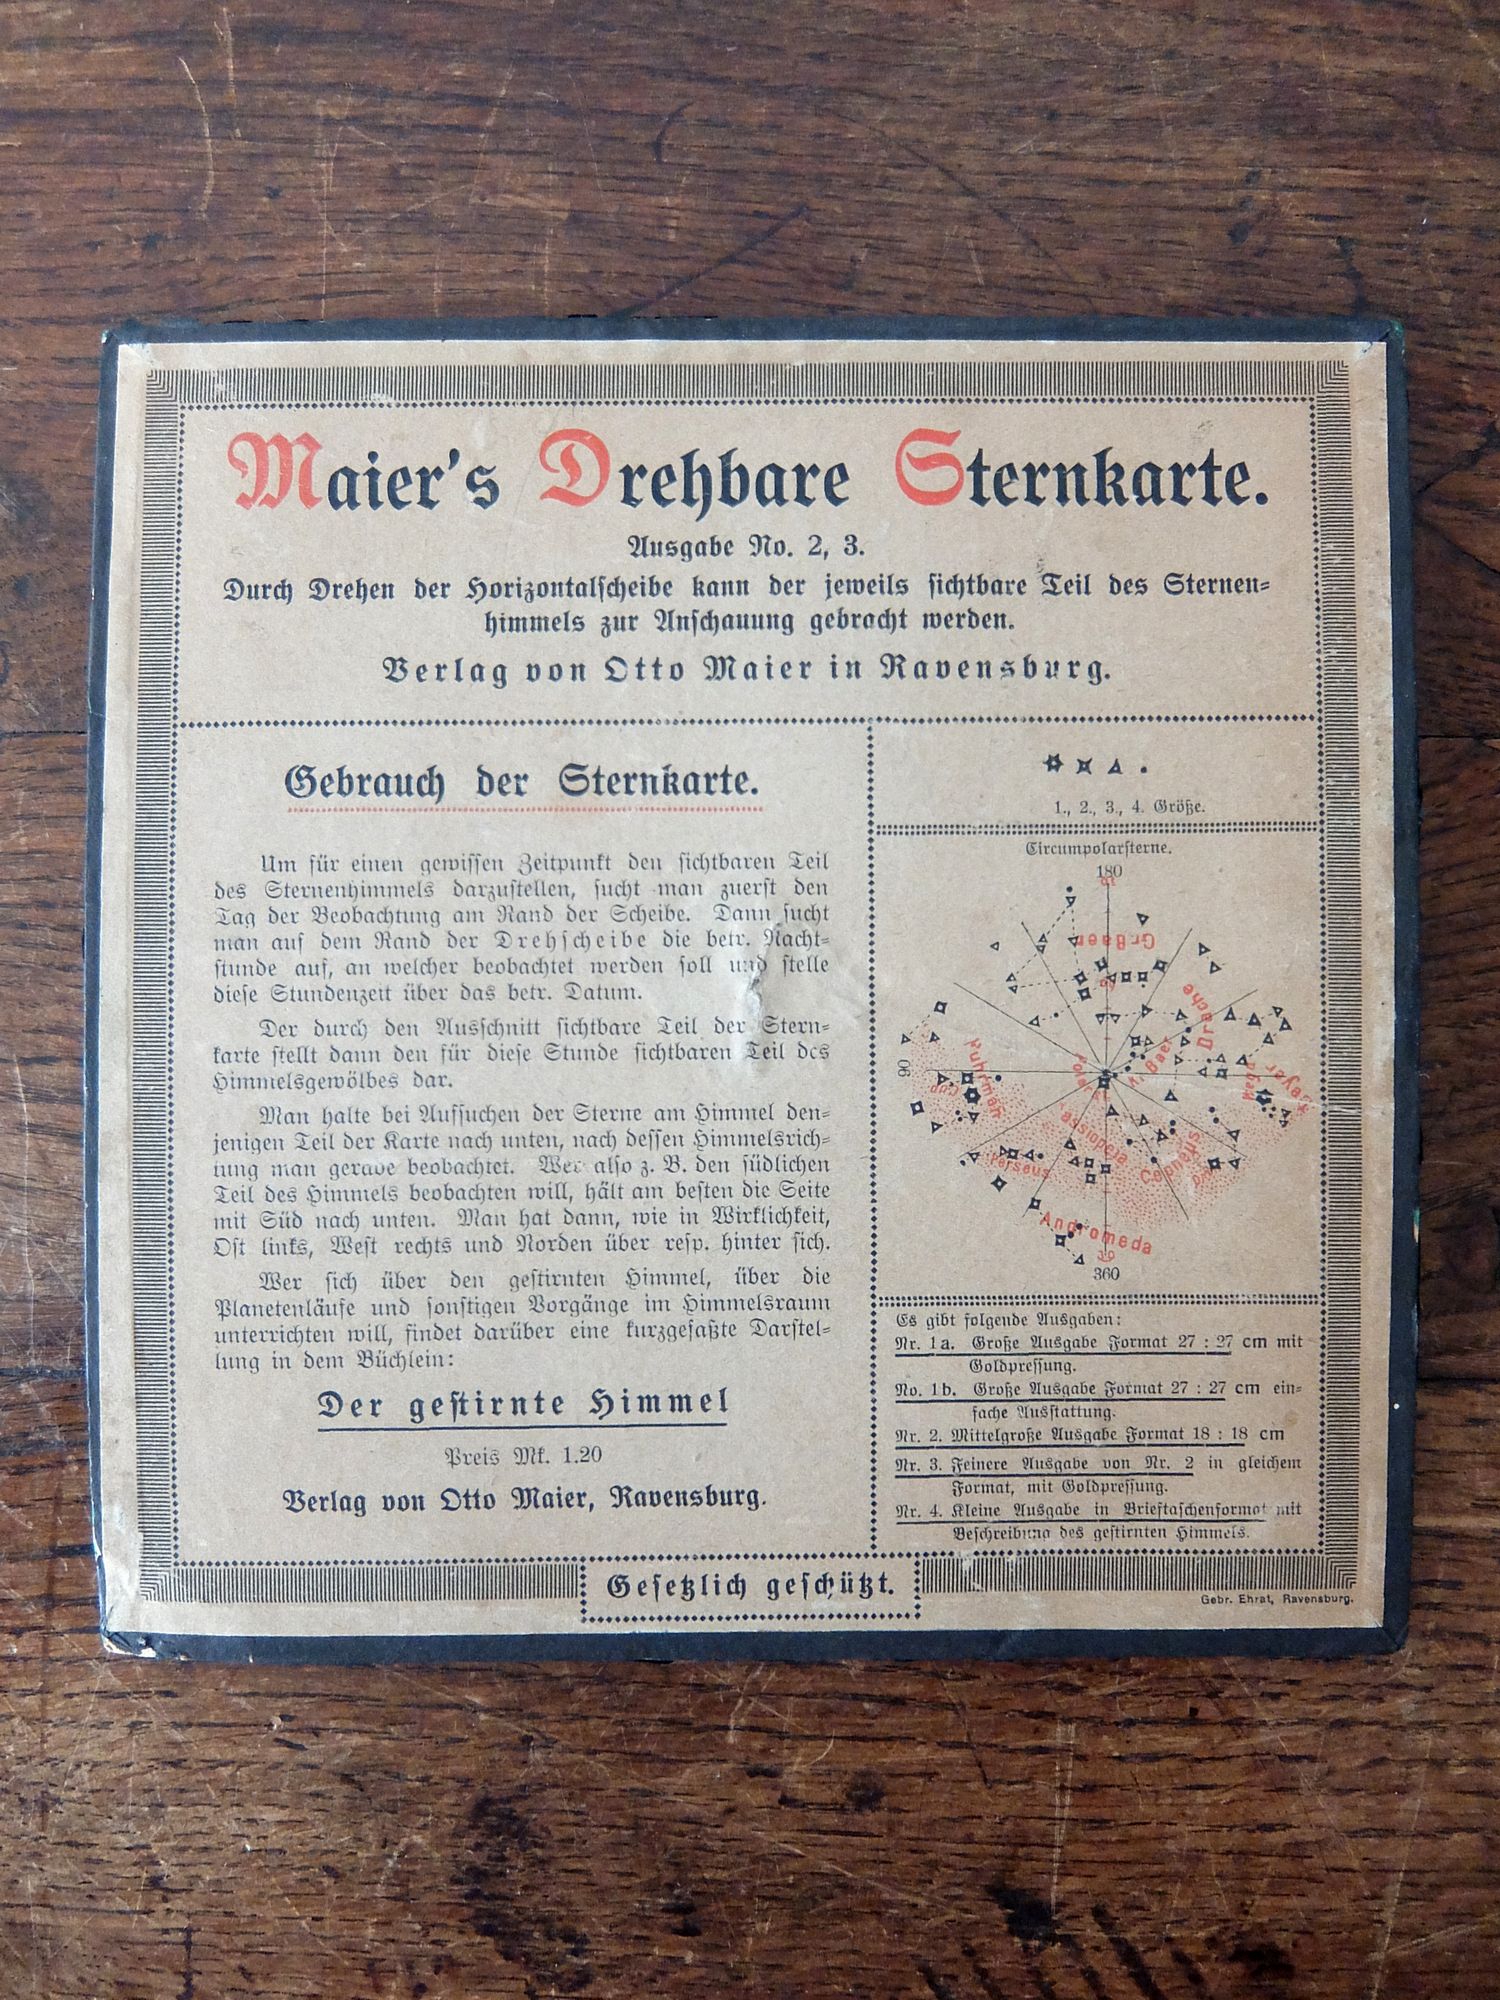 Maier's Drehbare Sternkarte.
Ausgabe No. 2, 3.
Durch Drehen der Horizontalscheibe kann der jeweils sichtbare Teil des Sternen-
himmels zur Anschauung gebracht werden.
Verlag von Otto Maier in Ravensburg.
Gebrauch der Sternkarte.
Um für einen gewissen Zeitpunkt den sichtbaren Teil
des Sternenhimmels darzustellen, sucht man zuerst den
Tag der Beobachtung am Rand der Scheibe. Dann sucht
man auf dem Rand der Drehscheibe die betr. Nacht-
stunde auf, an welcher beobachtet werden soll und stelle
diese Stundenzeit über das betr. Datum.
Der durch den Ausschnitt sichtbare Teil der Stern-
karte stellt dann den für diese Stunde sichtbaren Teil des
Himmelsgewölbes dar.
Man halte bei Aufsuchen der Sterne am Himmel den-
jenigen Teil der Karte nach unten, nach dessen Himmelsrich-
tung man gerade beobachtet. Wer also z. B. den südlichen
Teil des Himmels beobachten will, hält am besten die Seite
mit Süd nach unten. Man hat dann, wie in Wirklichkeit,
Ost links, West rechts und Norden über resp. hinter sich.
Wer sich über den gestirnten Himmel, über die
Planetenläufe und sonstigen Vorgänge im Himmelsraum
unterrichten will, findet darüber eine kurzgefaßte Darstel-
lung in dem Büchlein:
Der gestirnte Himmel
Preis Mk. 1.20
Verlag von Otto Maier, Ravensburg.
1., 2., 3., 4. Größe.
Circumpolarsterne.
180
Gr. Baer
Drache
90
Fuhrman
Kl. Baer
Leyer
Cassiopeia
Perseus
Cepheus
Andromeda
30
360
Es gibt folgende Ausgaben:
Nr. 1a. Große Ausgabe Format 27 : 27 cm mit
Goldpressung.
No. 1b. Große Ausgabe Format 27 : 27 cm ein-
fache Ausstattung.
Nr. 2. Mittelgroße Ausgabe Format 18 : 18 cm
Nr. 3. Feinere Ausgabe von Nr. 2 in gleichem
Format, mit Goldpressung.
Nr. 4. Kleine Ausgabe in Brieftaschenformat mit
Beschreibung des gestirnten Himmels.
Gesetzlich geschützt.
Gebr. Ehrat, Ravensburg.